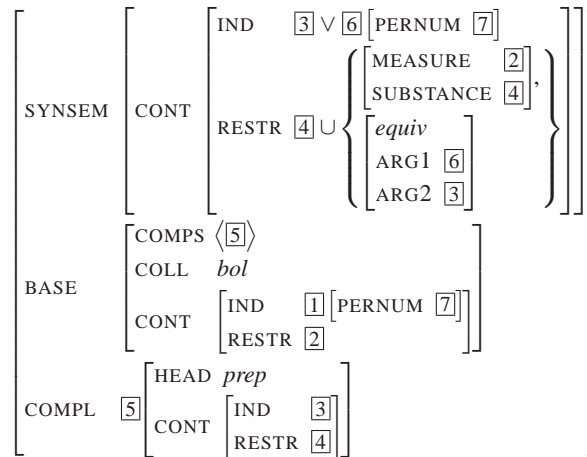 IND 3 ∨ 6 [PERNUM 7]
MEASURE 2
SUBSTANCE 4 ,
SYNSEM CONT RESTR 4 ∪
equiv
ARG1 6
ARG2 3
COMPS ⟨5⟩
COLL bol
BASE
CONT IND 1 [PERNUM 7]
RESTR 2
HEAD prep
COMPL 5
CONT IND 3
RESTR 4